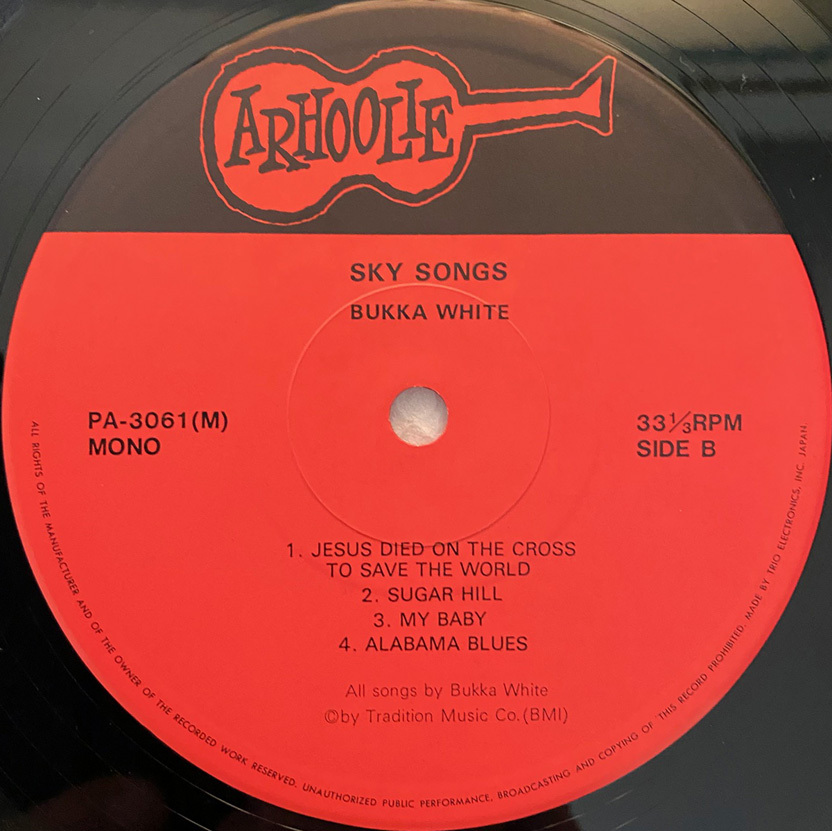 ARHOOLIE
SKY SONGS
BUKKA WHITE
PA-3061(M)
MONO
33⅓RPM
SIDE B
1. JESUS DIED ON THE CROSS
TO SAVE THE WORLD
2. SUGAR HILL
3. MY BABY
4. ALABAMA BLUES
All songs by Bukka White
©by Tradition Music Co.(BMI)
ALL RIGHTS OF THE MANUFACTURER AND OF THE OWNER OF THE RECORDED WORK RESERVED. UNAUTHORIZED PUBLIC PERFORMANCE, BROADCASTING AND COPYING OF THIS RECORD PROHIBITED. MADE BY TRIO ELECTRONICS, INC. JAPAN.